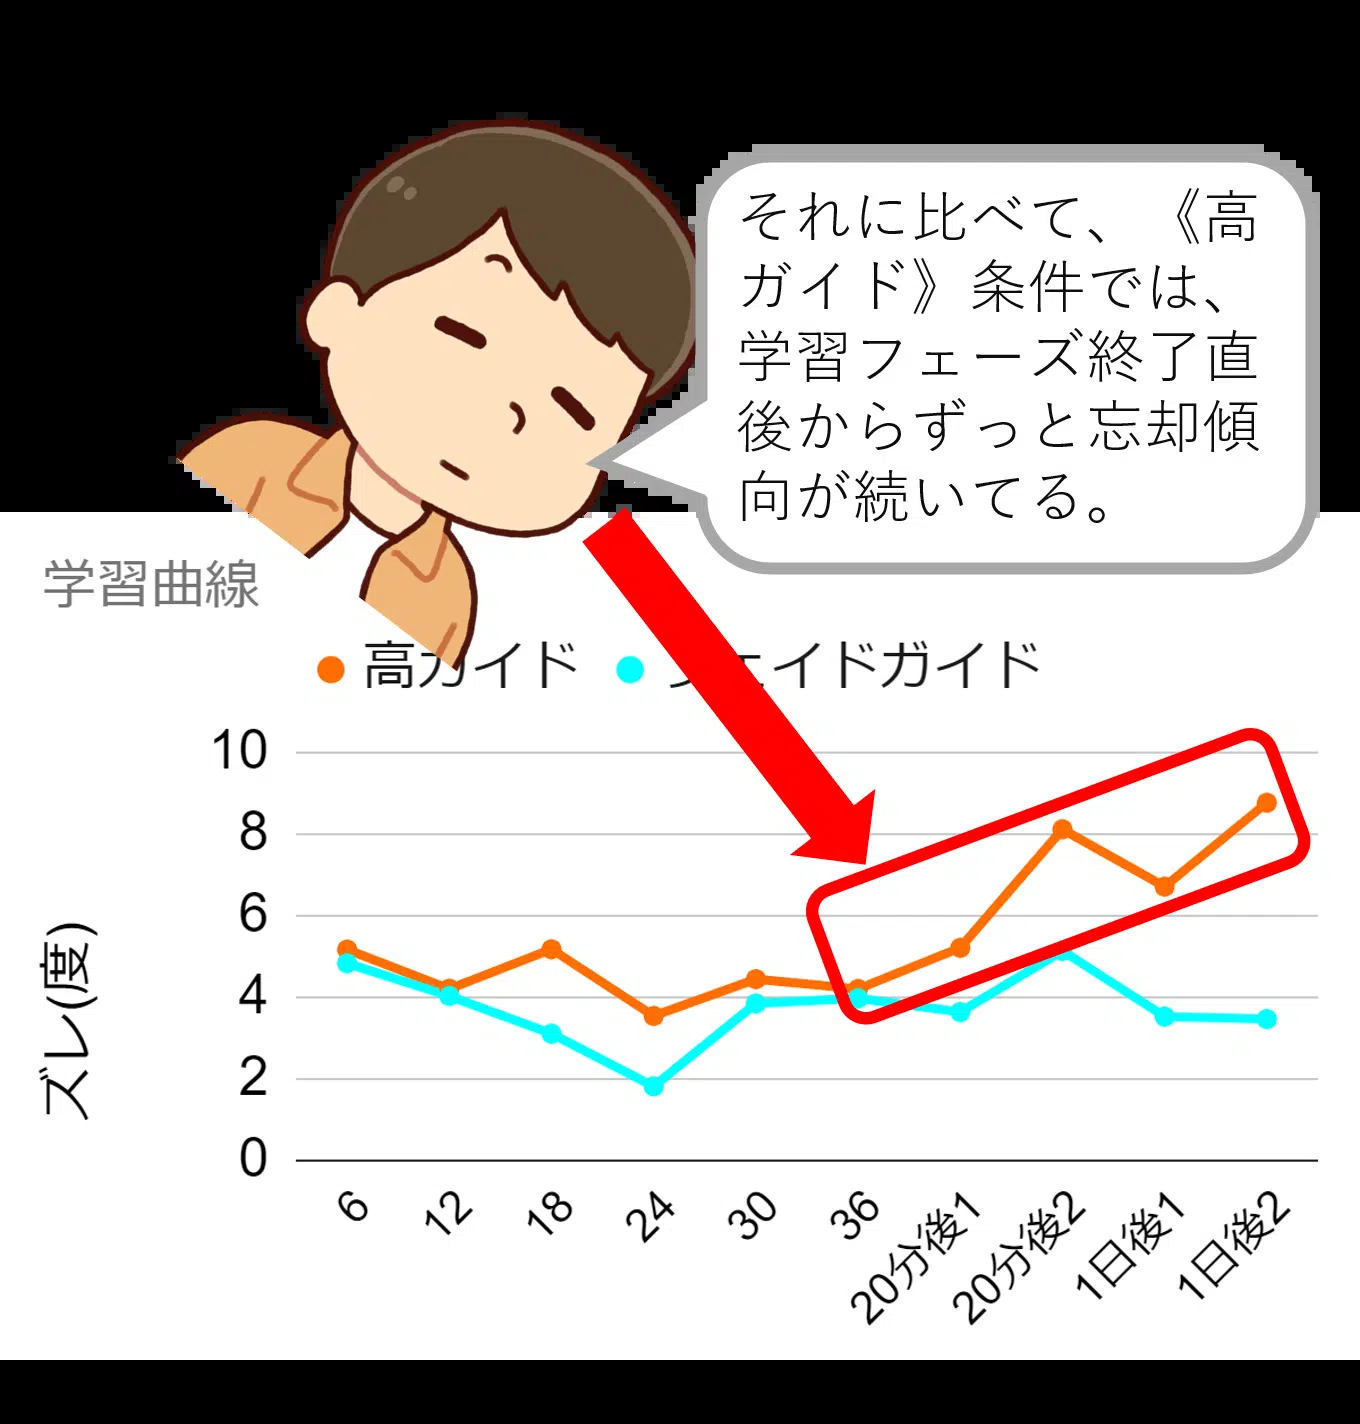 それに比べて、《高
ガイド》条件では、
学習フェーズ終了直
後からずっと忘却傾
向が続いてる。
学習曲線
高ガイド
ェイドガイド
10
8
6
4
2
0
ズレ(度)
6
12
18
24
30
36
20分後1
20分後2
1日後1
1日後2